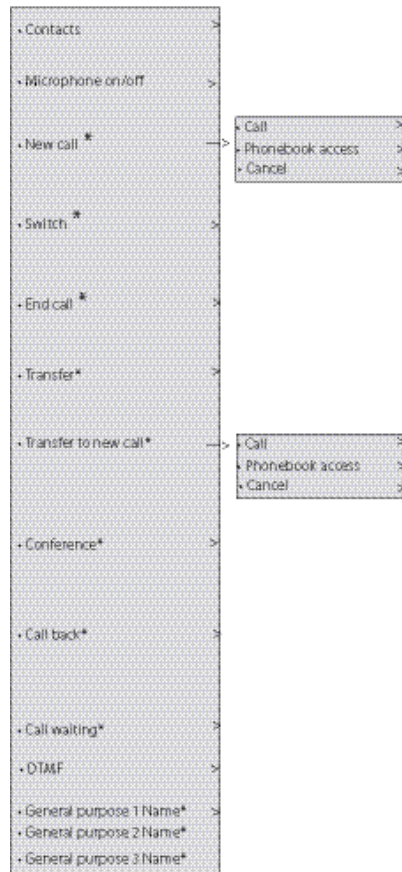 • Contacts >
• Microphone on/off >
• New call * —>
• Call >
• Phonebook access >
• Cancel >
• Switch * >
• End call * >
• Transfer* >
• Transfer to new call* —>
• Call >
• Phonebook access >
• Cancel >
• Conference* >
• Call back* >
• Call waiting* >
• DTMF >
• General purpose 1 Name* >
• General purpose 2 Name*
• General purpose 3 Name*